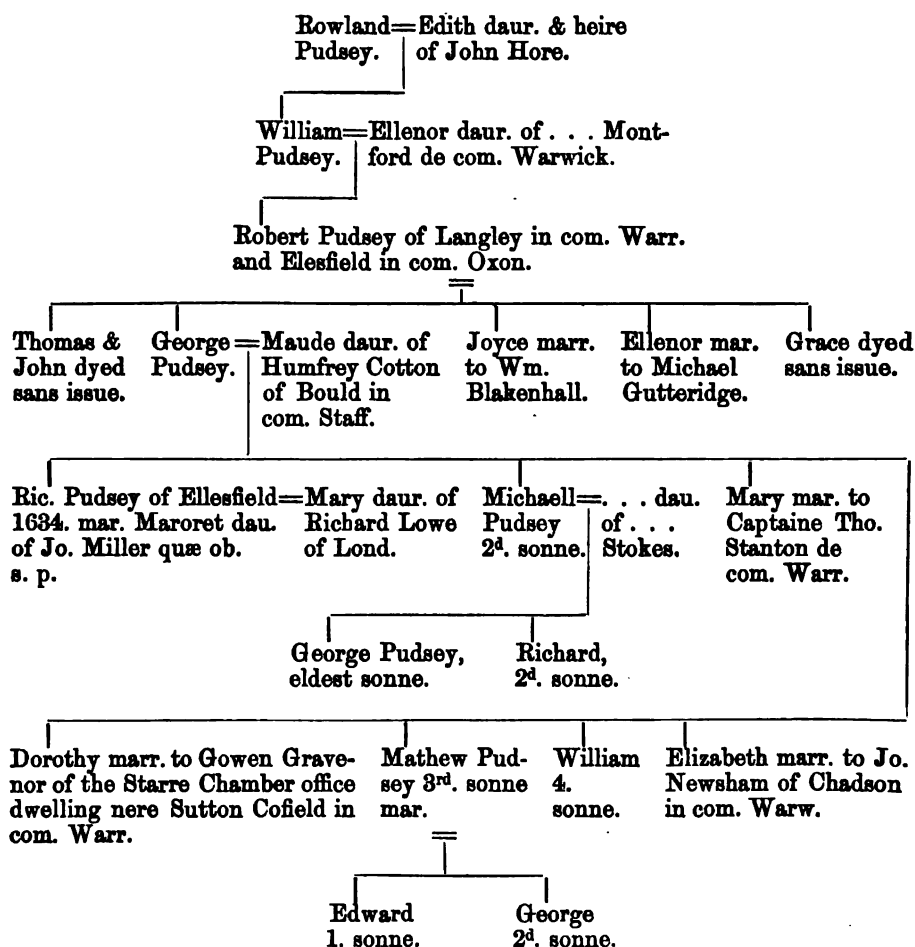 Rowland=Edith daur. & heire
Pudsey. of John Hore.
William=Ellenor daur. of . . . Mont-
Pudsey. ford de com. Warwick.
Robert Pudsey of Langley in com. Warr.
and Elesfield in com. Oxon.
=
Thomas &
John dyed
sans issue.
George=Maude daur. of
Pudsey. Humfrey Cotton
of Bould in
com. Staff.
Joyce marr.
to Wm.
Blakenhall.
Ellenor mar.
to Michael
Gutteridge.
Grace dyed
sans issue.
Ric. Pudsey of Ellesfield=Mary daur. of
1634. mar. Maroret dau. Richard Lowe
of Jo. Miller quæ ob. of Lond.
s. p.
Michaell=. . . dau.
Pudsey of . . .
2d. sonne. Stokes.
Mary mar. to
Captaine Tho.
Stanton de
com. Warr.
George Pudsey,
eldest sonne.
Richard,
2d. sonne.
Dorothy marr. to Gowen Grave-
nor of the Starre Chamber office
dwelling nere Sutton Cofield in
com. Warr.
Mathew Pud-
sey 3rd. sonne
mar.
=
William
4.
sonne.
Elizabeth marr. to Jo.
Newsham of Chadson
in com. Warw.
Edward
1. sonne.
George
2d. sonne.